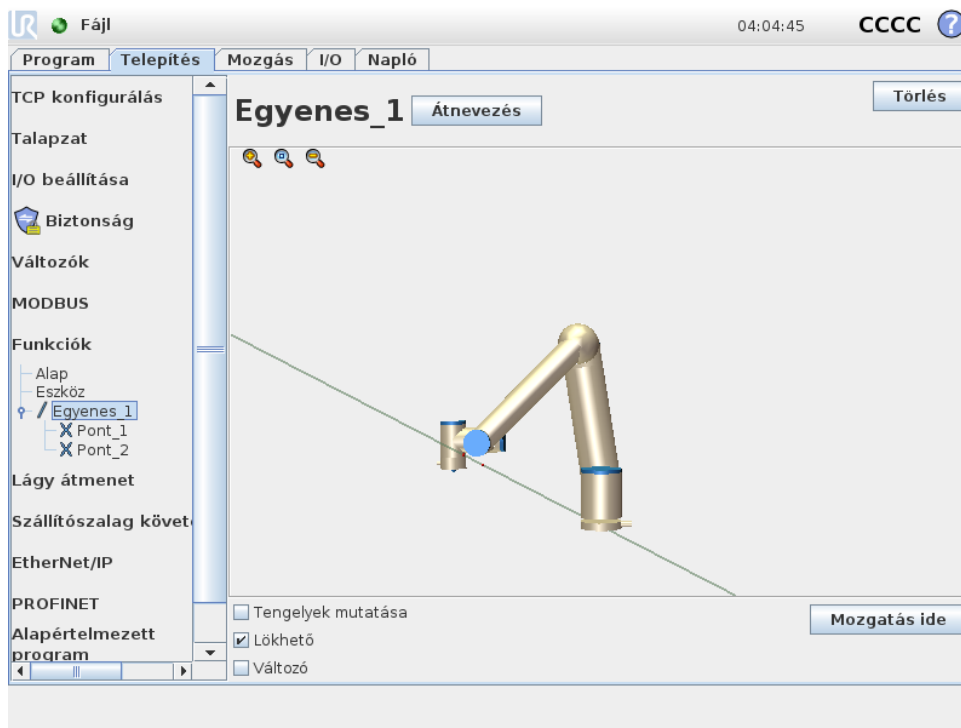 UR Fájl 04:04:45 CCCC ?
Program Telepítés Mozgás I/O Napló
TCP konfigurálás
Talapzat
I/O beállítása
Biztonság
Változók
MODBUS
Funkciók
Alap
Eszköz
Egyenes_1
Pont_1
Pont_2
Lágy átmenet
Szállítószalag követ
EtherNet/IP
PROFINET
Alapértelmezett
program
Egyenes_1 Átnevezés Törlés
Tengelyek mutatása
Lökhető
Változó
Mozgatás ide